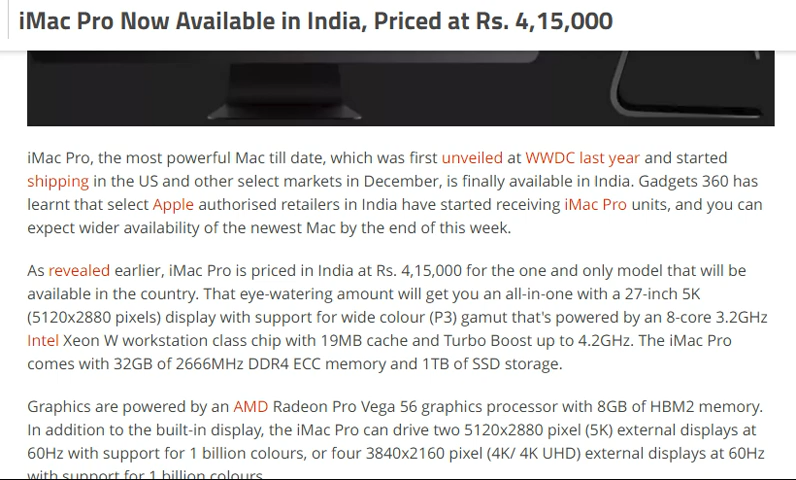 iMac Pro Now Available in India, Priced at Rs. 4,15,000
iMac Pro, the most powerful Mac till date, which was first unveiled at WWDC last year and started
shipping in the US and other select markets in December, is finally available in India. Gadgets 360 has
learnt that select Apple authorised retailers in India have started receiving iMac Pro units, and you can
expect wider availability of the newest Mac by the end of this week.
As revealed earlier, iMac Pro is priced in India at Rs. 4,15,000 for the one and only model that will be
available in the country. That eye-watering amount will get you an all-in-one with a 27-inch 5K
(5120x2880 pixels) display with support for wide colour (P3) gamut that's powered by an 8-core 3.2GHz
Intel Xeon W workstation class chip with 19MB cache and Turbo Boost up to 4.2GHz. The iMac Pro
comes with 32GB of 2666MHz DDR4 ECC memory and 1TB of SSD storage.
Graphics are powered by an AMD Radeon Pro Vega 56 graphics processor with 8GB of HBM2 memory.
In addition to the built-in display, the iMac Pro can drive two 5120x2880 pixel (5K) external displays at
60Hz with support for 1 billion colours, or four 3840x2160 pixel (4K/ 4K UHD) external displays at 60Hz
with support for 1 billion colours.